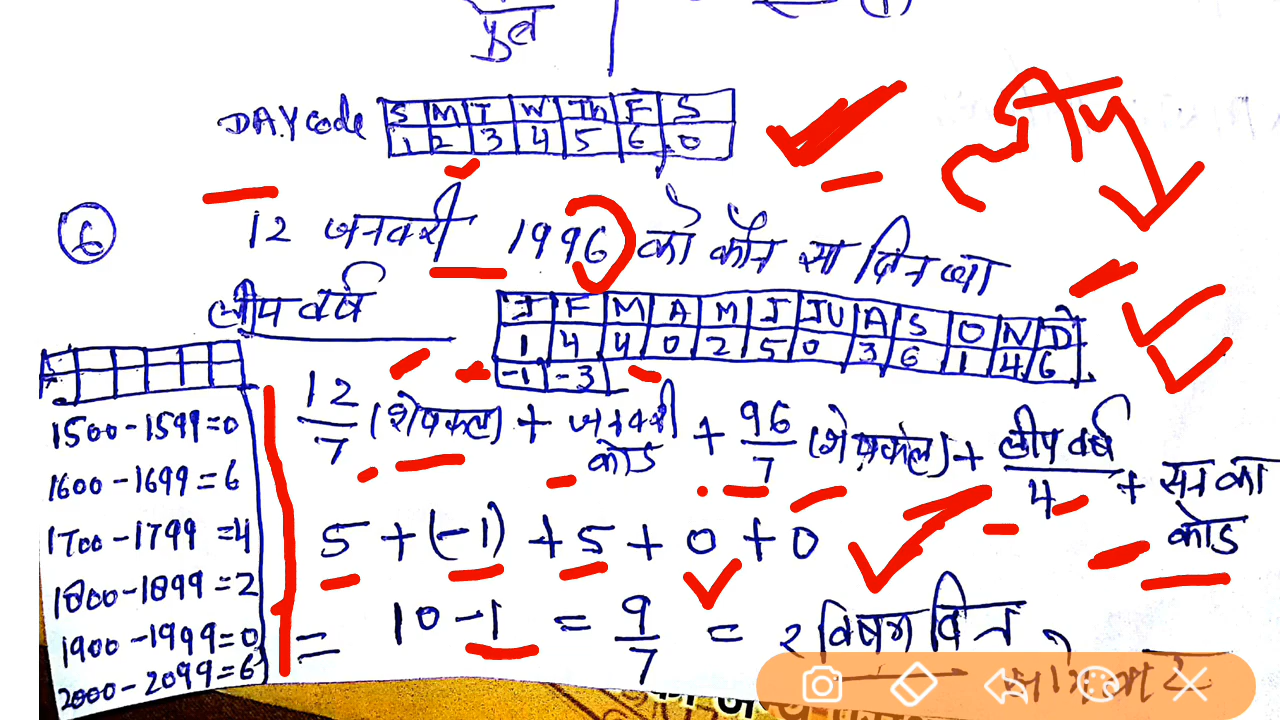 पूर्व
DAY code S M T W Th F S
1 2 3 4 5 6 0
6 12 जनवरी 1996 को कौन सा दिन था
लीप वर्ष
J F M A M J JU A S O N D
1 4 4 0 2 5 0 3 6 1 4 6
-1 -3
12/7 (शेषफल) + जनवरी कोड + 96/7 (शेषफल) + लीप वर्ष/4 + सन का कोड
5 + (-1) + 5 + 0 + 0
= 10 - 1 = 9/7 = 2 विषम दिन
1500-1599=0
1600-1699=6
1700-1799=4
1800-1899=2
1900-1999=0
2000-2099=6